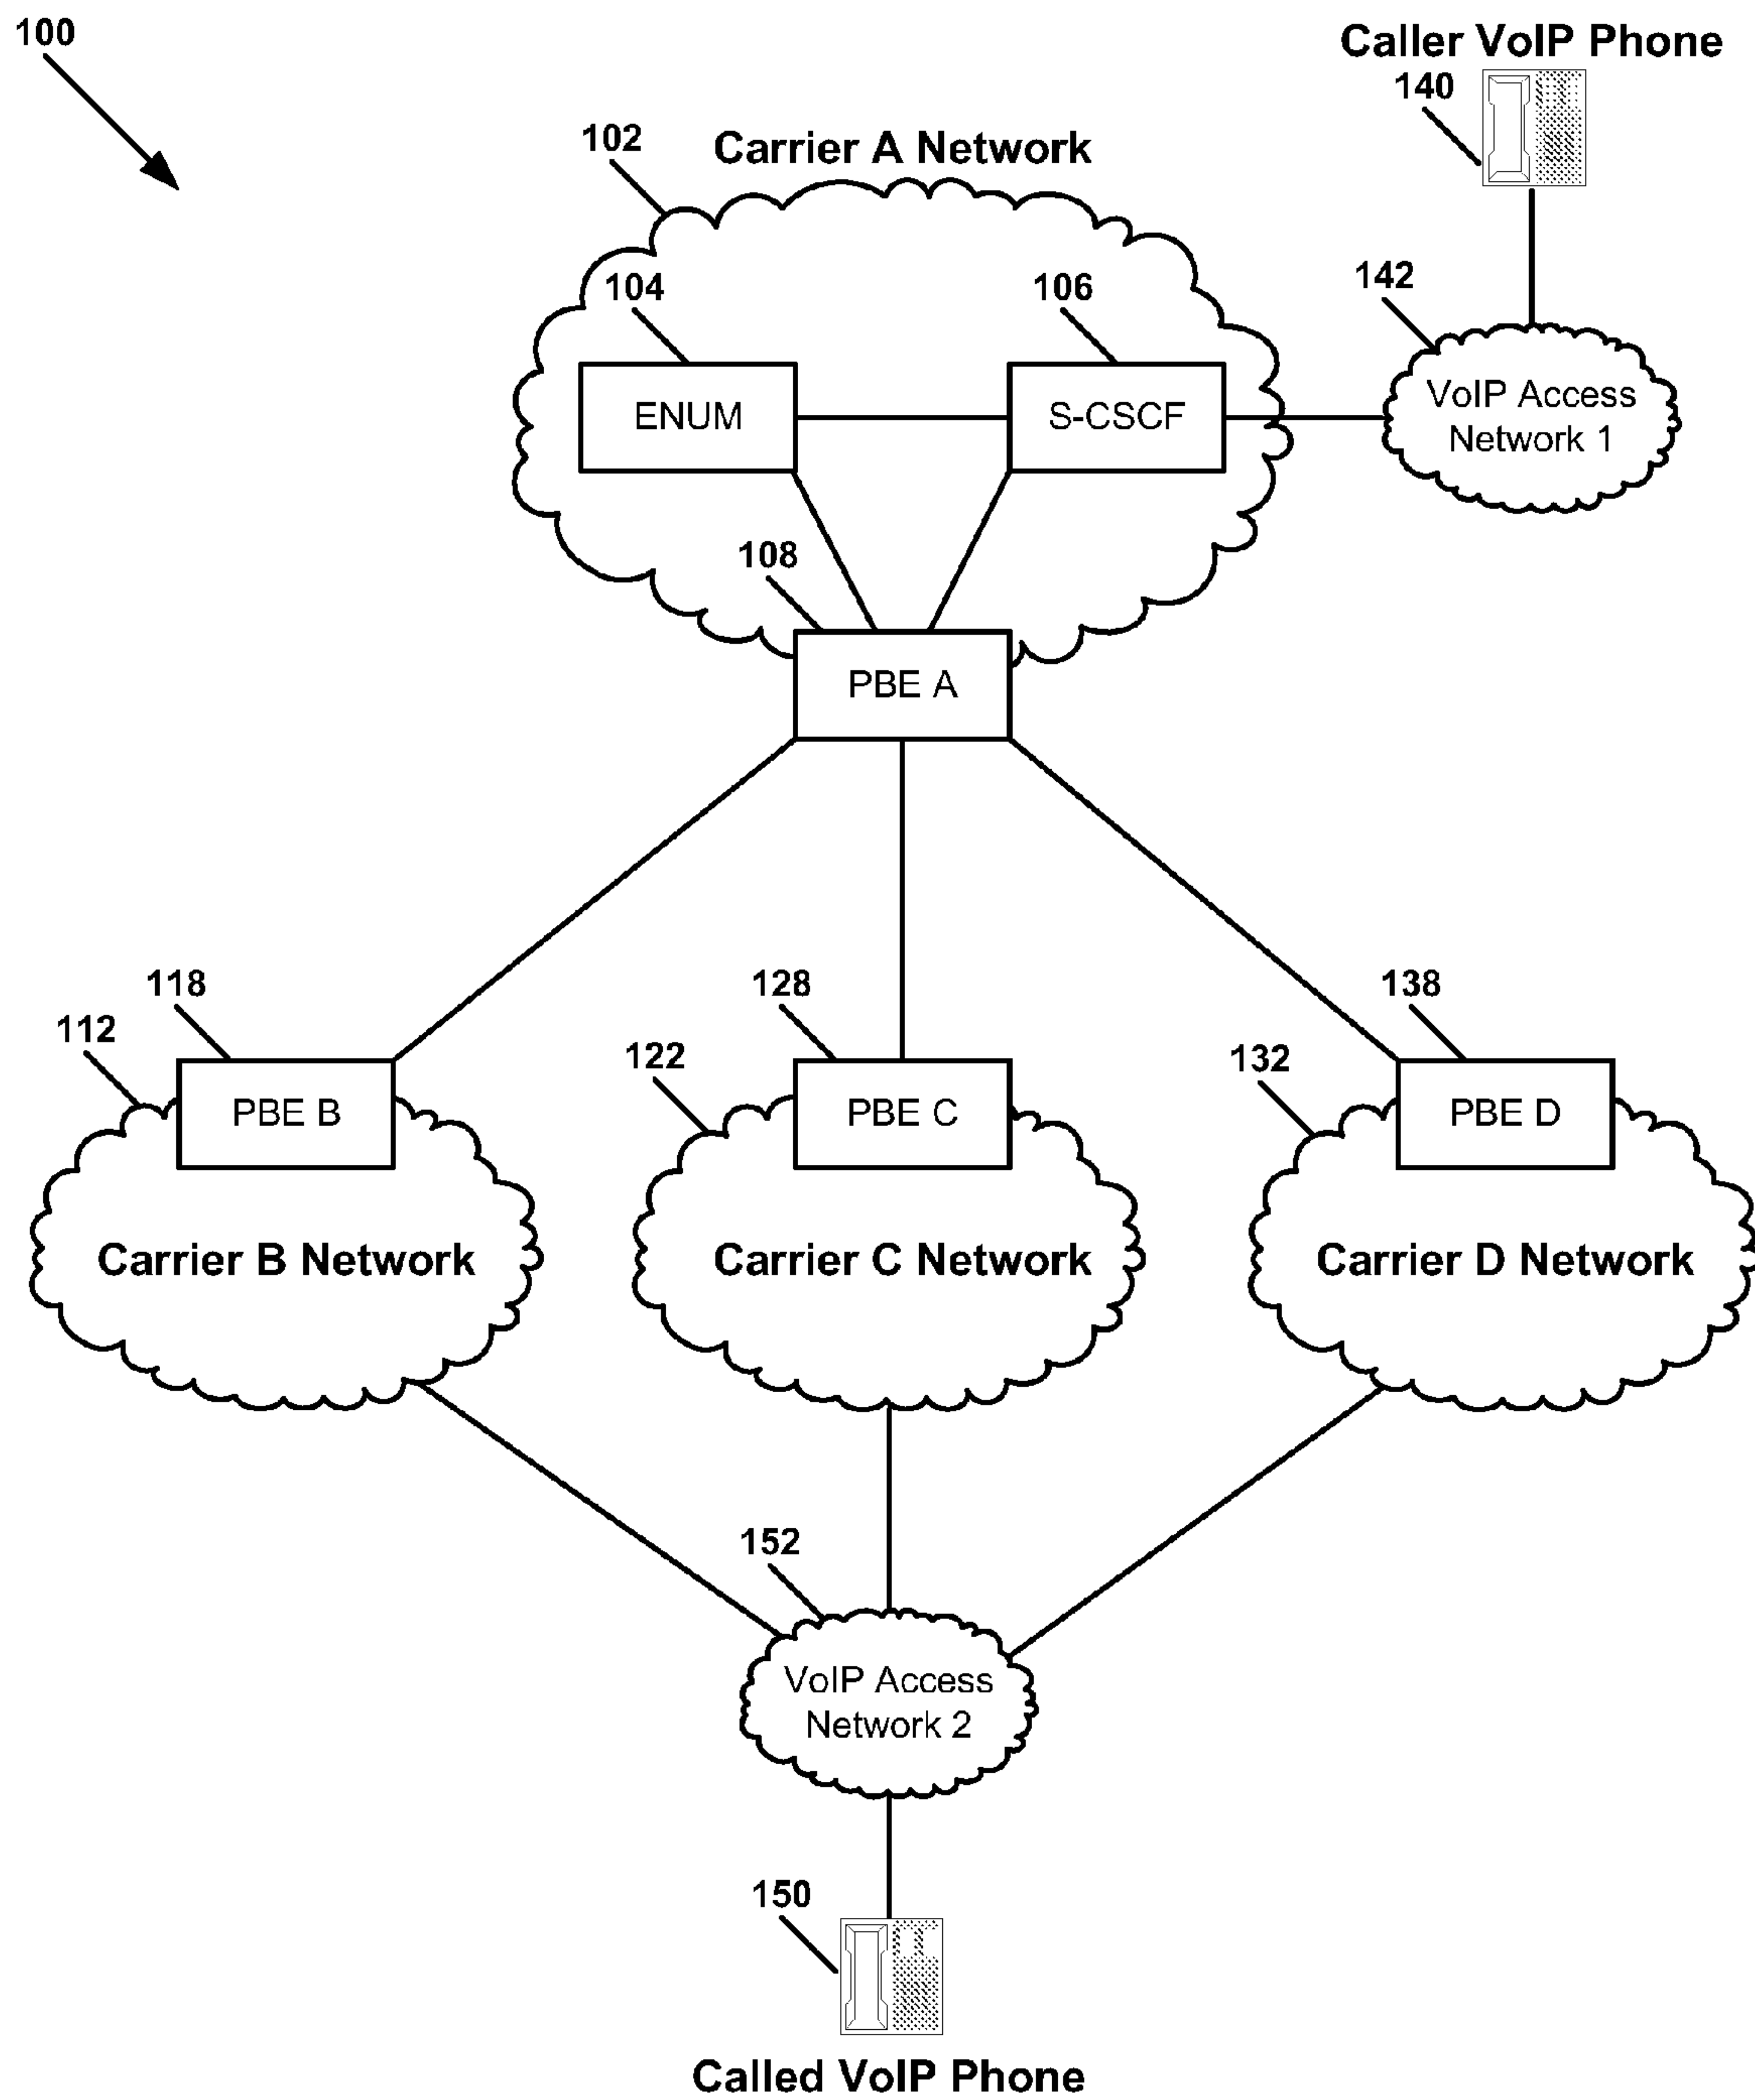 100
Caller VoIP Phone
140
102
Carrier A Network
104
106
142
ENUM
S-CSCF
VoIP Access
Network 1
108
PBE A
118
128
138
112
122
132
PBE B
PBE C
PBE D
Carrier B Network
Carrier C Network
Carrier D Network
152
VoIP Access
Network 2
150
Called VoIP Phone